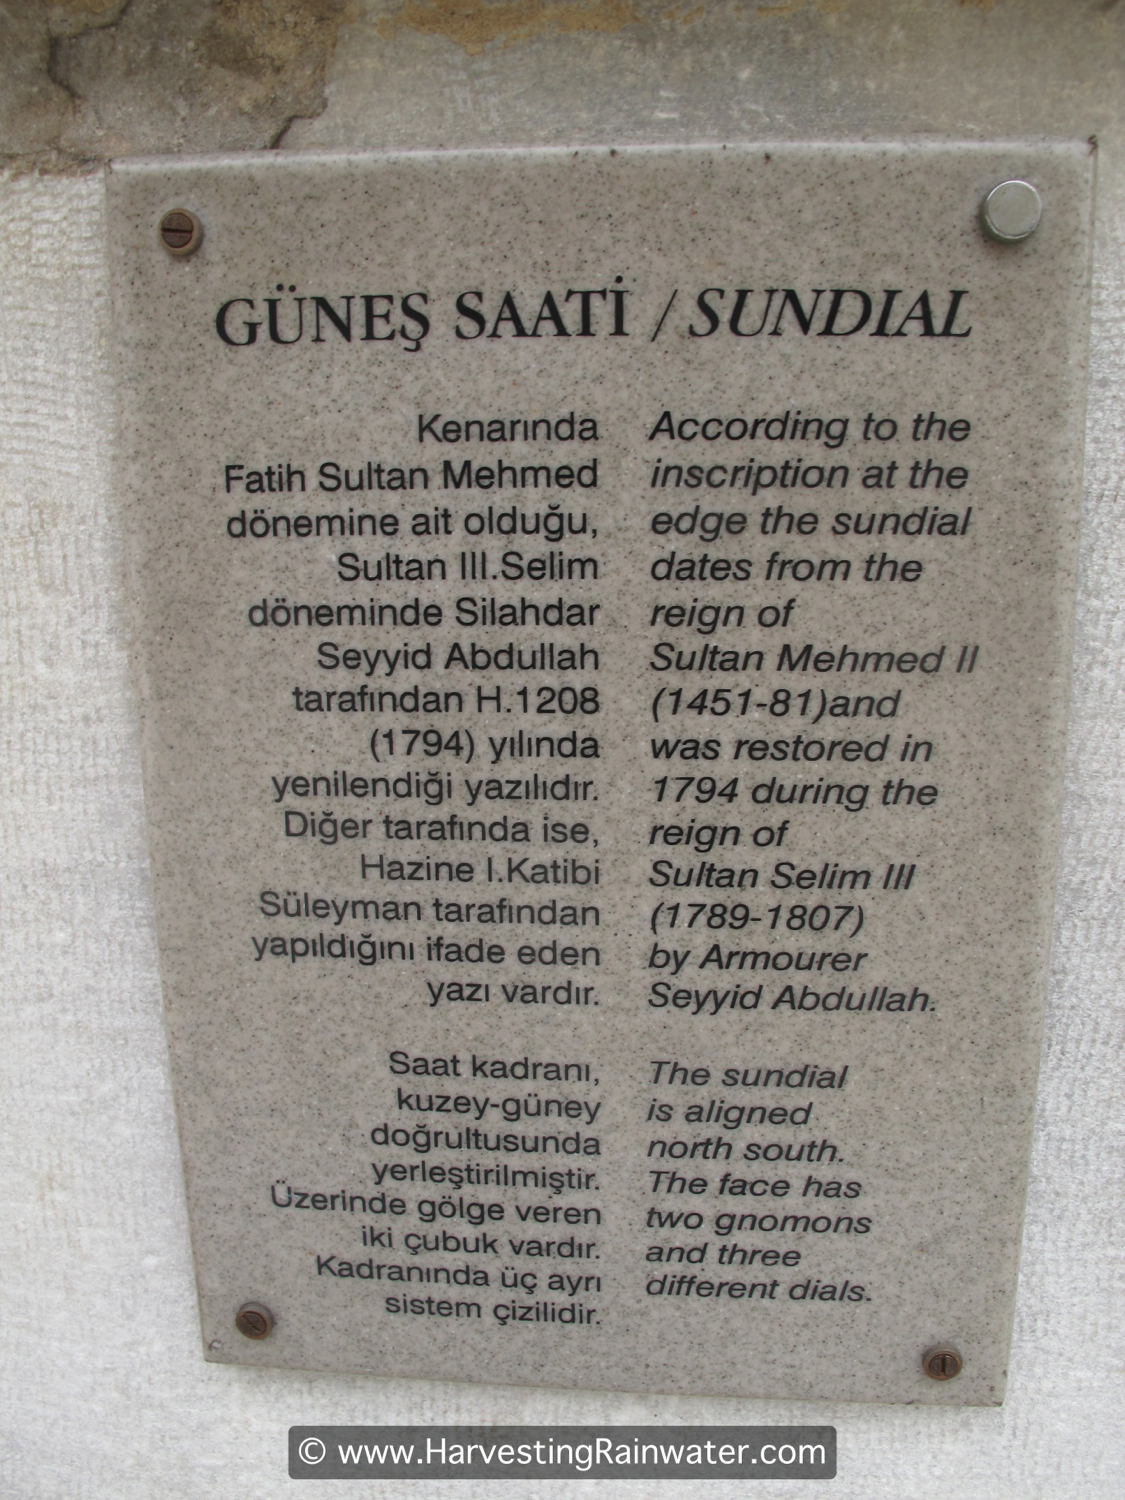 GÜNEŞ SAATİ / SUNDIAL
Kenarında
Fatih Sultan Mehmed
dönemine ait olduğu,
Sultan III.Selim
döneminde Silahdar
Seyyid Abdullah
tarafından H.1208
(1794) yılında
yenilendiği yazılıdır.
Diğer tarafında ise,
Hazine I.Katibi
Süleyman tarafından
yapıldığını ifade eden
yazı vardır.
Saat kadranı,
kuzey-güney
doğrultusunda
yerleştirilmiştir.
Üzerinde gölge veren
iki çubuk vardır.
Kadranında üç ayrı
sistem çizilidir.
According to the
inscription at the
edge the sundial
dates from the
reign of
Sultan Mehmed II
(1451-81)and
was restored in
1794 during the
reign of
Sultan Selim III
(1789-1807)
by Armourer
Seyyid Abdullah.
The sundial
is aligned
north south.
The face has
two gnomons
and three
different dials.
© www.HarvestingRainwater.com